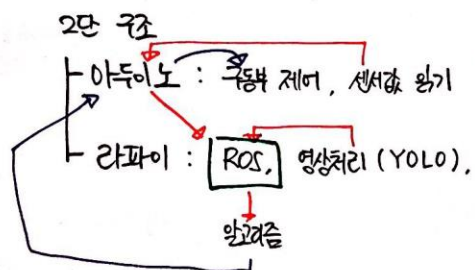 2단 구조
아두이노 : 구동부 제어, 센서값 읽기
라파이 : ROS, 영상처리 (YOLO),
알고리즘